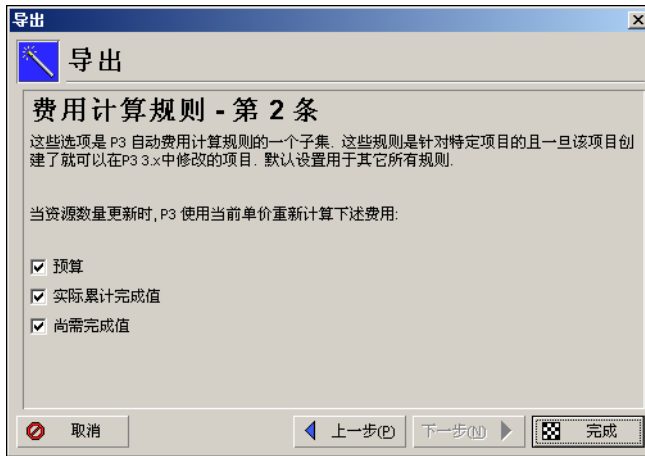 导出
导出
费用计算规则 - 第 2 条
这些选项是 P3 自动费用计算规则的一个子集. 这些规则是针对特定项目的且一旦该项目创
建了就可以在P3 3.x中修改的项目. 默认设置用于其它所有规则.
当资源数量更新时, P3 使用当前单价重新计算下述费用:
预算
实际累计完成值
尚需完成值
取消
上一步(P)
下一步(N)
完成